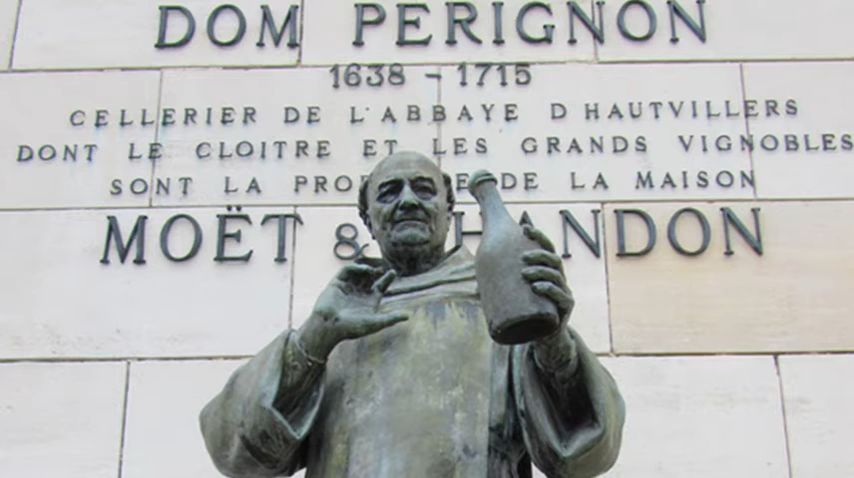 DOM PERIGNON
1638 - 1715
CELLERIER DE L'ABBAYE D HAUTVILLERS
DONT LE CLOITRE ET LES GRANDS VIGNOBLES
SONT LA DE LA MAISON
MOËT &